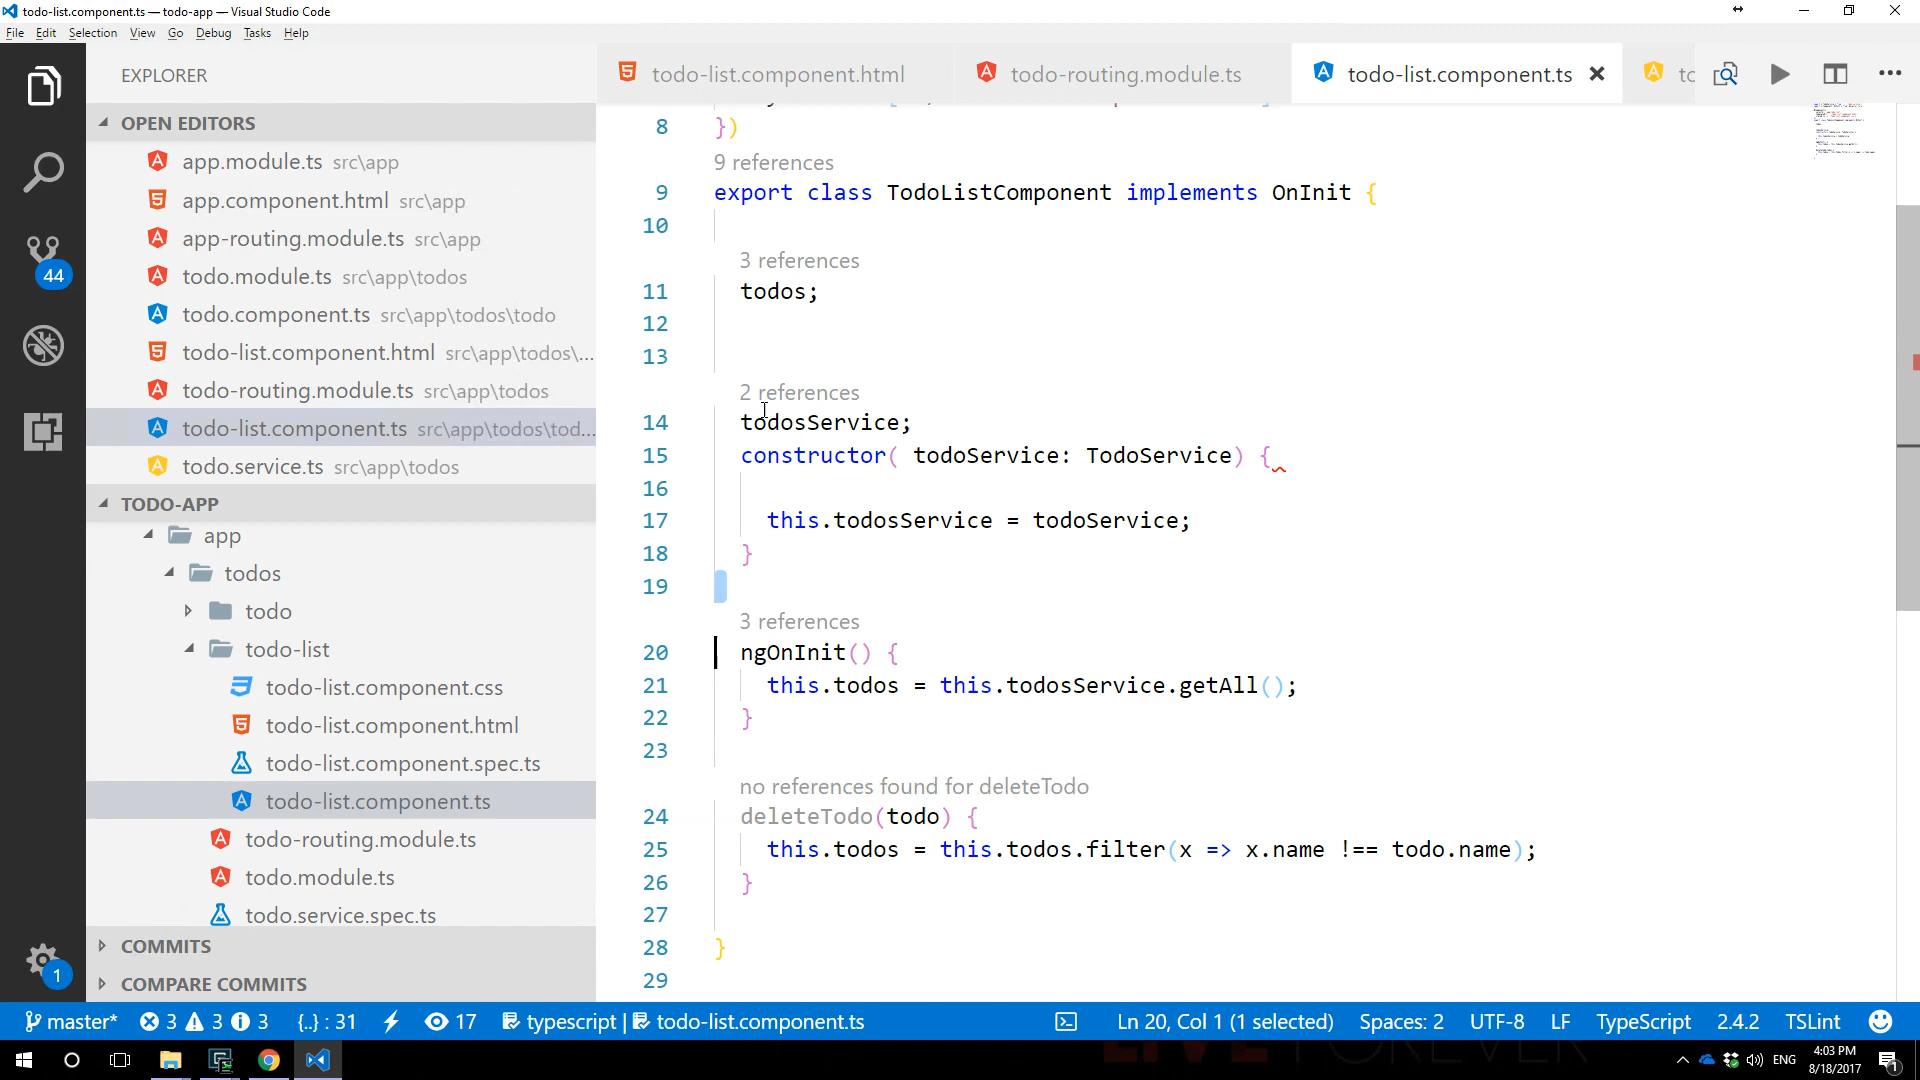 todo-list.component.ts — todo-app — Visual Studio Code
File Edit Selection View Go Debug Tasks Help
EXPLORER
OPEN EDITORS
app.module.ts src\app
app.component.html src\app
app-routing.module.ts src\app
todo.module.ts src\app\todos
todo.component.ts src\app\todos\todo
todo-list.component.html src\app\todos\...
todo-routing.module.ts src\app\todos
todo-list.component.ts src\app\todos\tod...
todo.service.ts src\app\todos
TODO-APP
app
todos
todo
todo-list
todo-list.component.css
todo-list.component.html
todo-list.component.spec.ts
todo-list.component.ts
todo-routing.module.ts
todo.module.ts
todo.service.spec.ts
COMMITS
COMPARE COMMITS
44
1
todo-list.component.html
todo-routing.module.ts
todo-list.component.ts
8 })
9 references
9 export class TodoListComponent implements OnInit {
10
3 references
11 todos;
12
13
2 references
14 todosService;
15 constructor( todoService: TodoService) {
16
17 this.todosService = todoService;
18 }
19
3 references
20 ngOnInit() {
21 this.todos = this.todosService.getAll();
22 }
23
no references found for deleteTodo
24 deleteTodo(todo) {
25 this.todos = this.todos.filter(x => x.name !== todo.name);
26 }
27
28 }
29
master* 3 3 3 {..} : 31 17 typescript | todo-list.component.ts Ln 20, Col 1 (1 selected) Spaces: 2 UTF-8 LF TypeScript 2.4.2 TSLint
ENG
4:03 PM
8/18/2017
1